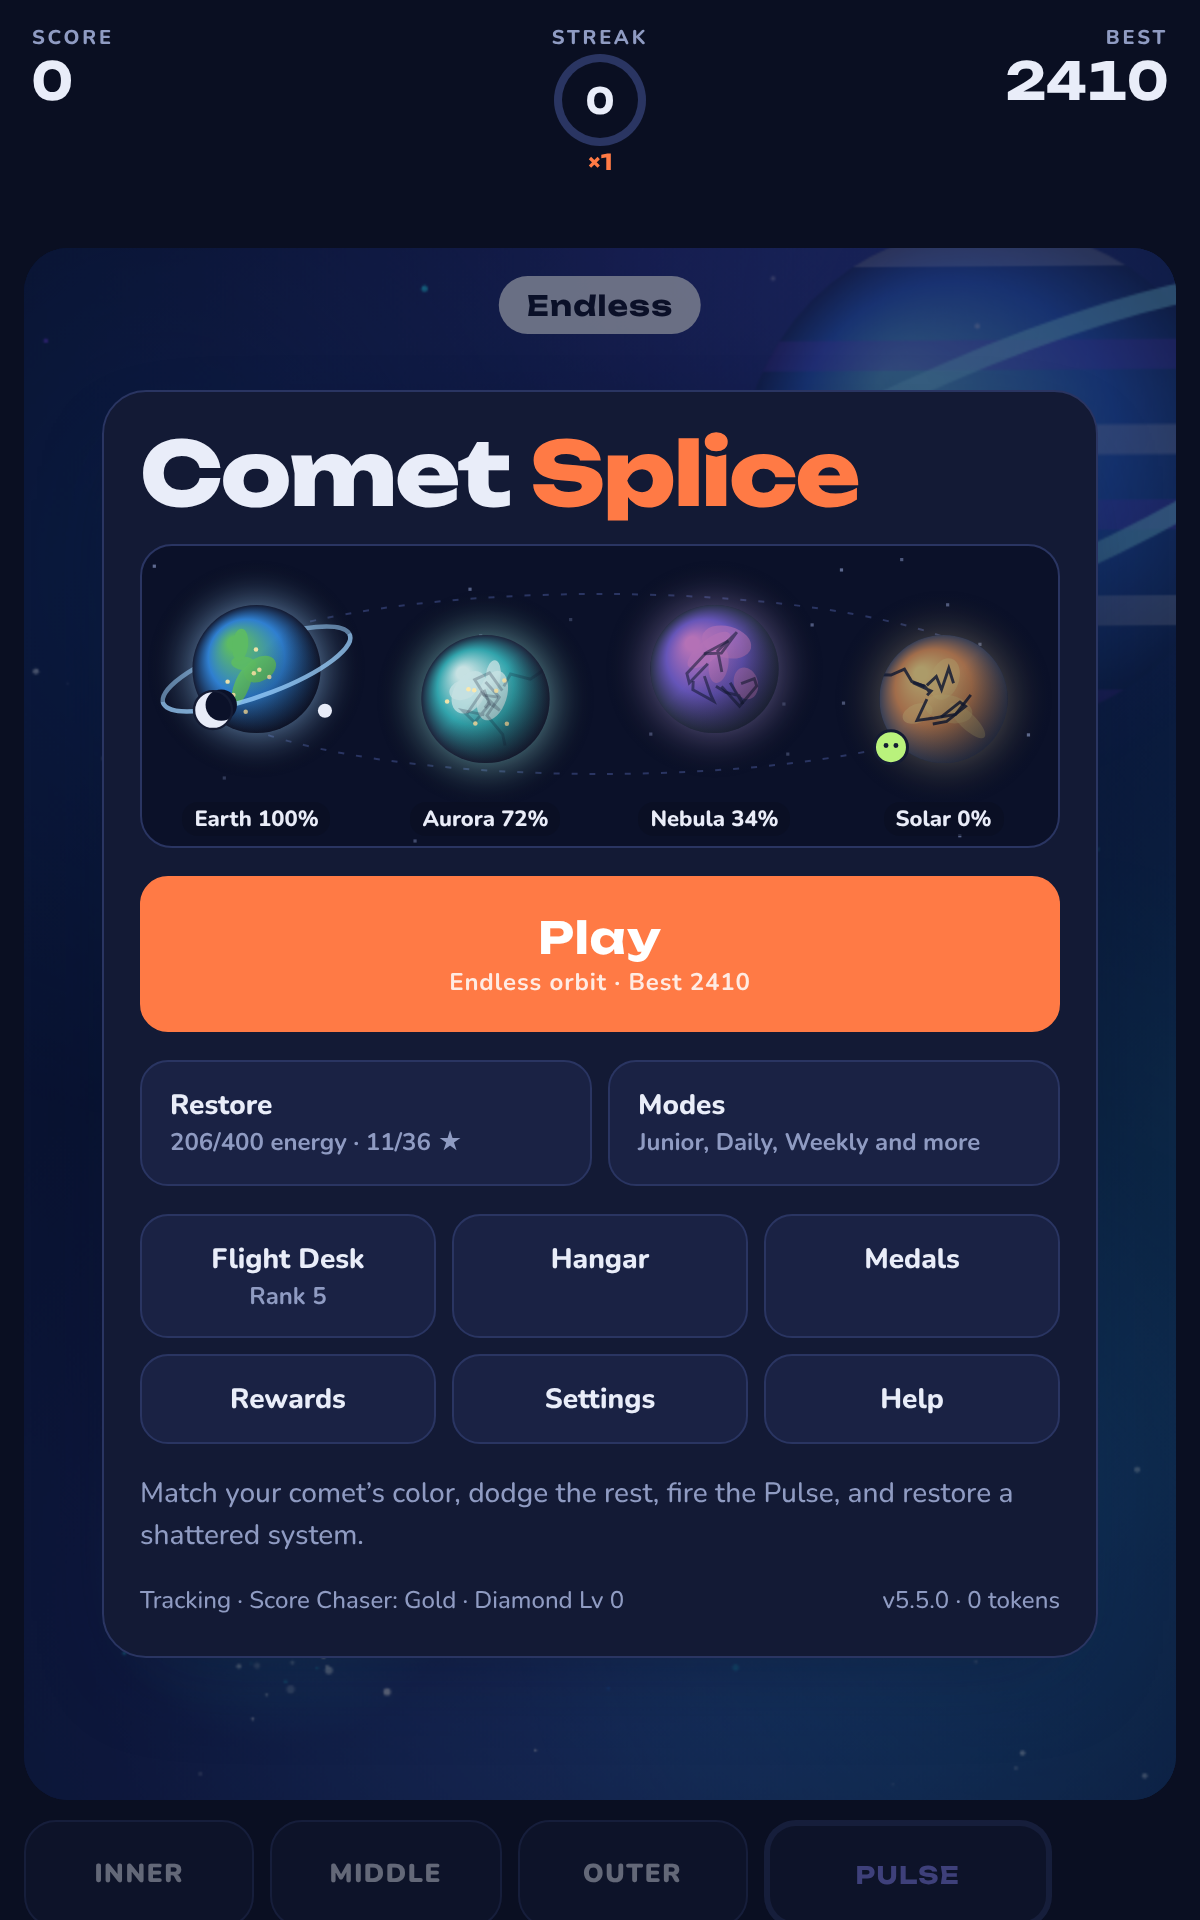 SCORE
0
STREAK
0
×1
BEST
2410
Endless
Comet Splice
Earth 100%
Aurora 72%
Nebula 34%
Solar 0%
Play
Endless orbit · Best 2410
Restore
206/400 energy · 11/36 ★
Modes
Junior, Daily, Weekly and more
Flight Desk
Rank 5
Hangar
Medals
Rewards
Settings
Help
Match your comet’s color, dodge the rest, fire the Pulse, and restore a
shattered system.
Tracking · Score Chaser: Gold · Diamond Lv 0
v5.5.0 · 0 tokens
INNER
MIDDLE
OUTER
PULSE